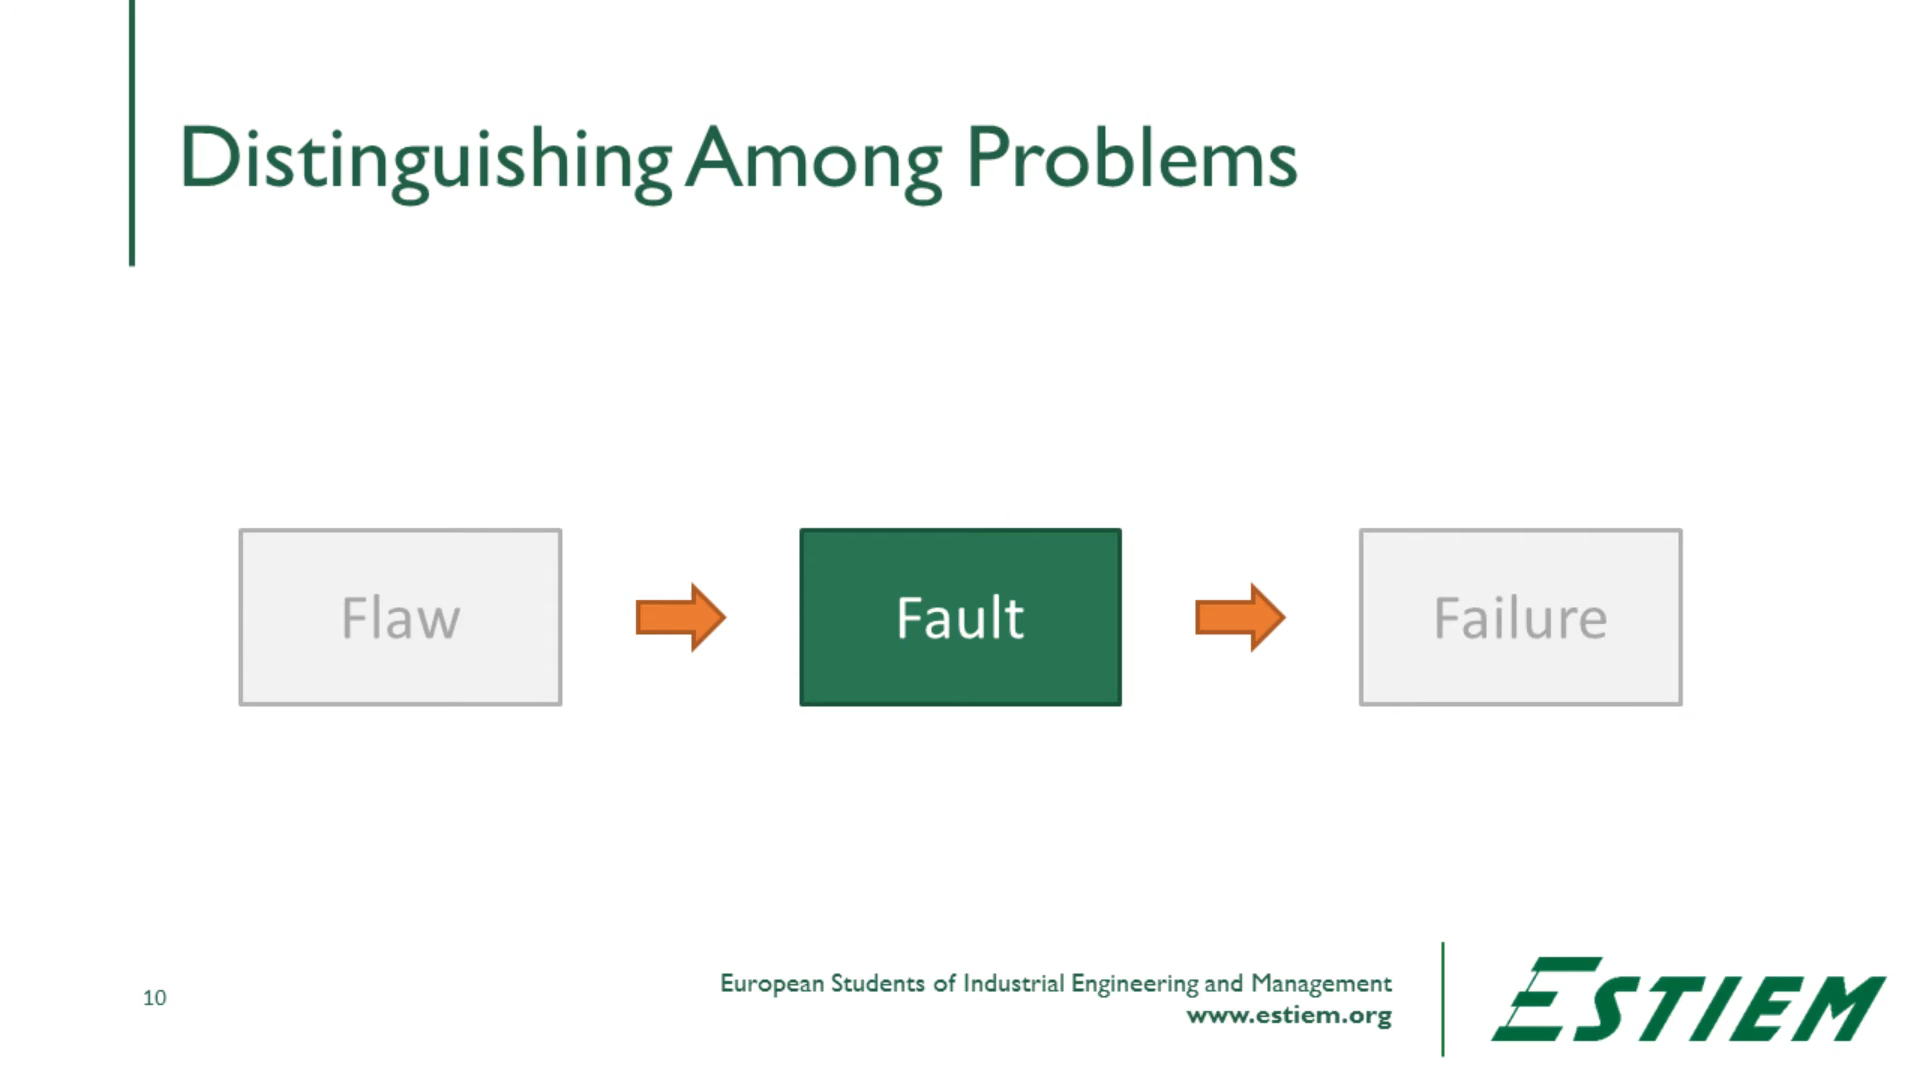 Distinguishing Among Problems
Flaw
Fault
Failure
10
European Students of Industrial Engineering and Management
www.estiem.org
ESTIEM